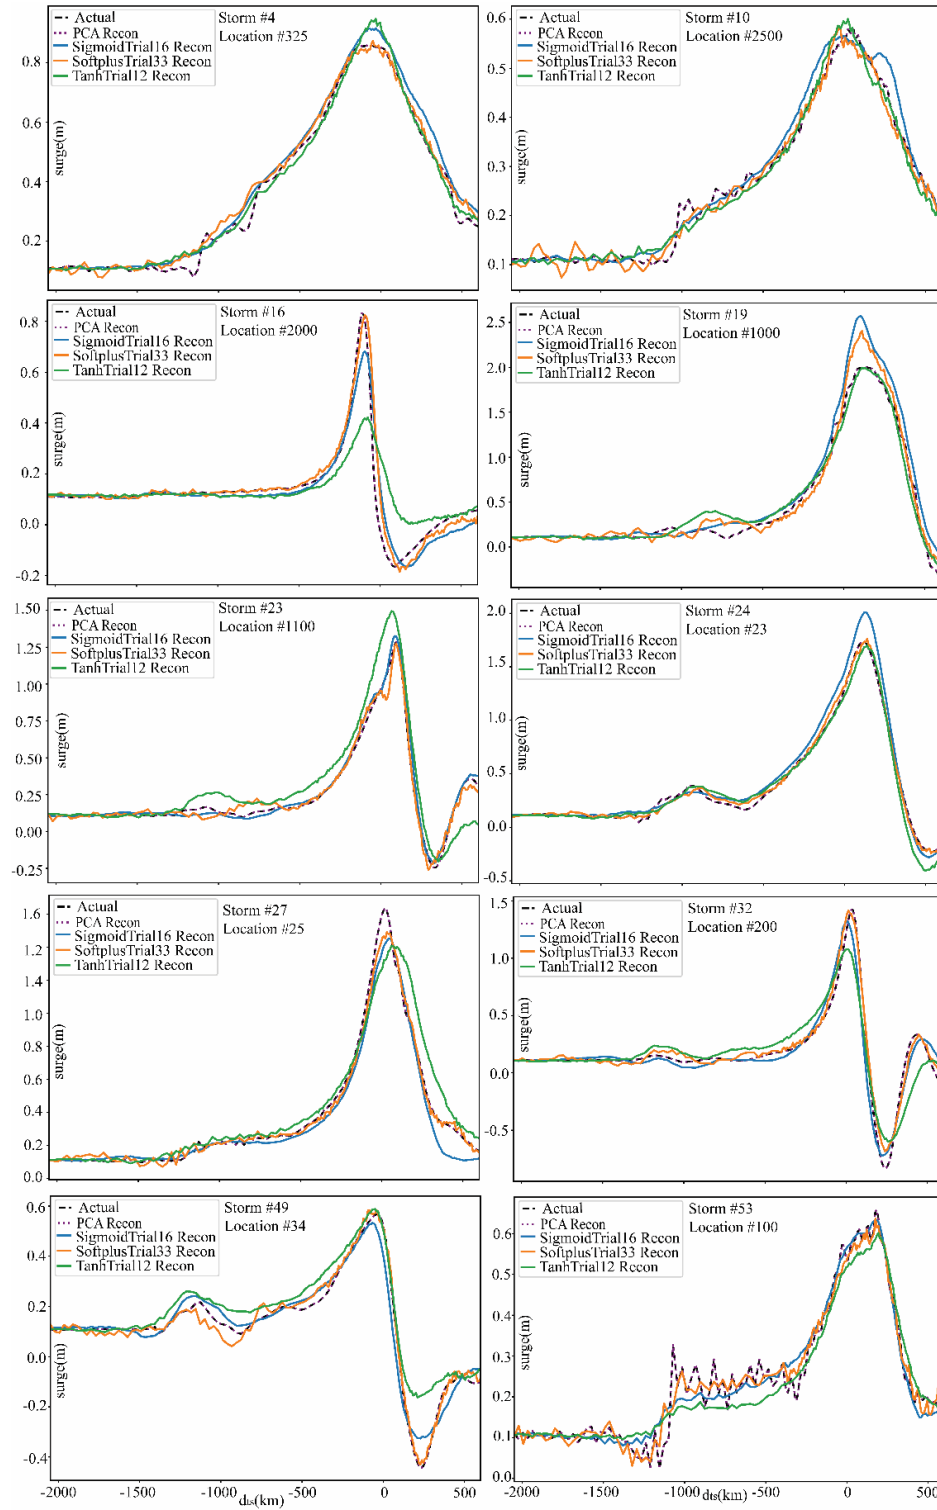 Actual
PCA Recon
SigmoidTrial16 Recon
SoftplusTrial33 Recon
TanhTrial12 Recon
Storm #4
Location #325
surge(m)
0.8
0.6
0.4
0.2
Actual
PCA Recon
SigmoidTrial16 Recon
SoftplusTrial33 Recon
TanhTrial12 Recon
Storm #10
Location #2500
surge(m)
0.6
0.5
0.6
0.3
0.2
0.1
Actual
PCA Recon
SigmoidTrial16 Recon
SoftplusTrial33 Recon
TanhTrial12 Recon
Storm #16
Location #2000
surge(m)
0.8
0.6
0.4
0.2
0.0
-0.2
Actual
PCA Recon
SigmoidTrial16 Recon
SoftplusTrial33 Recon
TanhTrial12 Recon
Storm #19
Location #1000
surge(m)
2.5
2.0
1.5
1.0
0.5
0.0
Actual
PCA Recon
SigmoidTrial16 Recon
SoftplusTrial33 Recon
TanhTrial12 Recon
Storm #23
Location #1100
surge(m)
1.50
1.25
1.00
0.75
0.50
0.25
0.00
-0.25
Actual
PCA Recon
SigmoidTrial16 Recon
SoftplusTrial33 Recon
TanhTrial12 Recon
Storm #24
Location #23
surge(m)
2.0
1.5
1.0
0.5
0.0
-0.5
Actual
PCA Recon
SigmoidTrial16 Recon
SoftplusTrial33 Recon
TanhTrial12 Recon
Storm #27
Location #25
surge(m)
1.6
1.2
1.4
1.0
0.8
0.6
0.4
0.2
0.0
Actual
PCA Recon
SigmoidTrial16 Recon
SoftplusTrial33 Recon
TanhTrial12 Recon
Storm #32
Location #200
surge(m)
1.5
1.0
0.5
0.0
-0.5
Actual
PCA Recon
SigmoidTrial16 Recon
SoftplusTrial33 Recon
TanhTrial12 Recon
Storm #49
Location #34
surge(m)
0.6
0.4
0.2
0.0
-0.2
-0.4
-2000 -1500 -1000 -500 0 500
d_ts(km)
Actual
PCA Recon
SigmoidTrial16 Recon
SoftplusTrial33 Recon
TanhTrial12 Recon
Storm #53
Location #100
surge(m)
0.6
0.5
0.4
0.3
0.2
0.1
0.0
-2000 -1500 -1000 -500 0 500
d_ts(km)